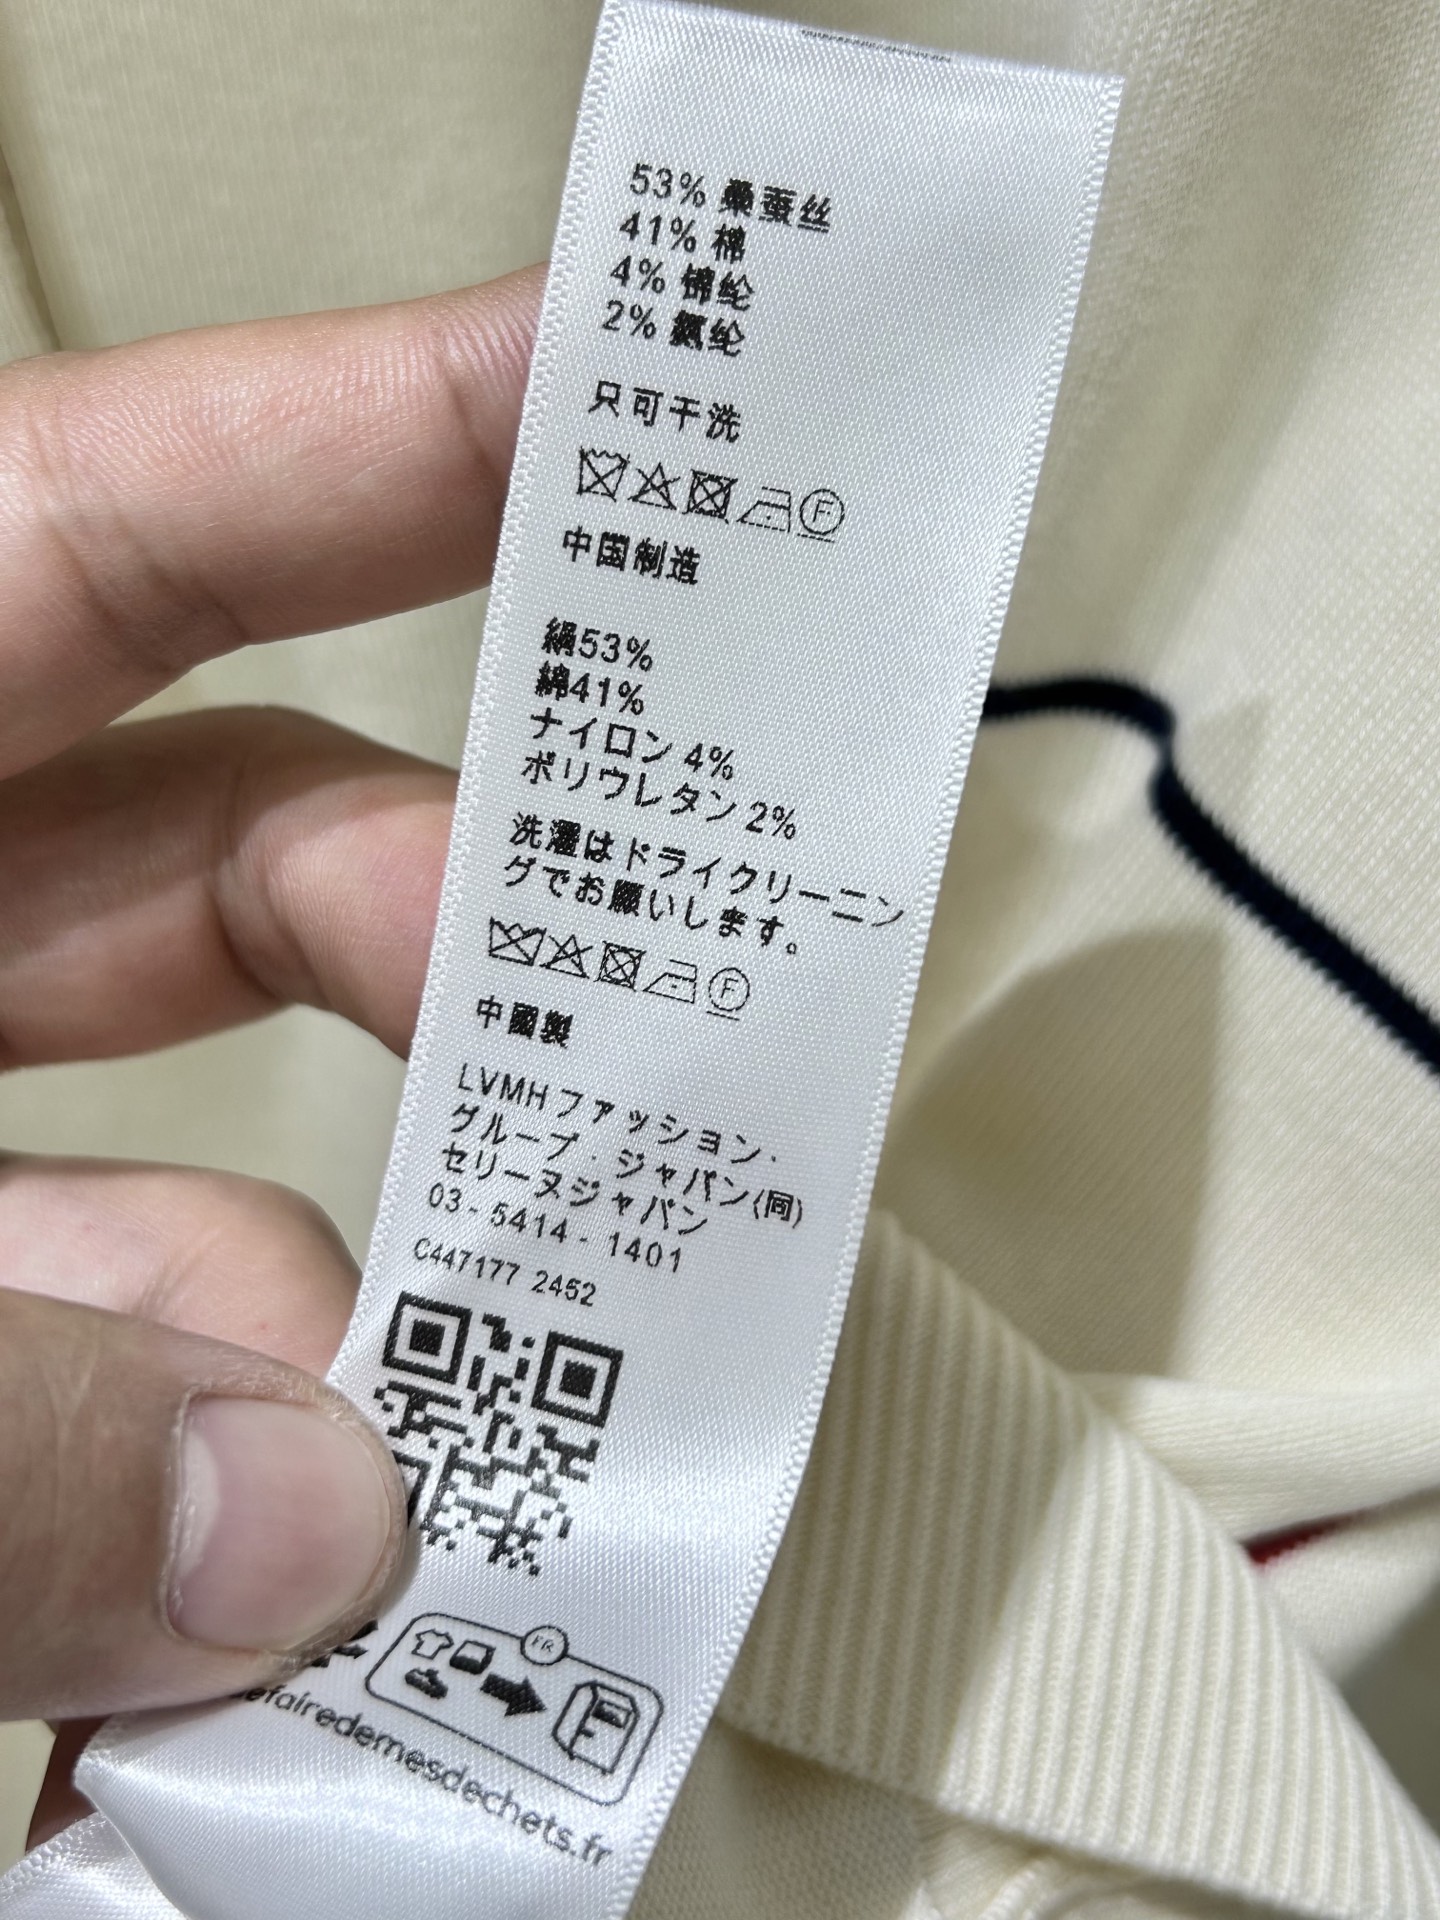 53% 桑蚕丝
41% 棉
4% 锦纶
2% 氨纶
只可干洗
F
中国制造
絹53%
綿41%
ナイロン 4%
ポリウレタン 2%
洗濯はドライクリーニン
グでお願いします。
F
中國製
LVMHファッション・
グループ・ジャパン(同)
セリーヌジャパン
03-5414-1401
C447177 2452
FR
efairedemesdechets.fr